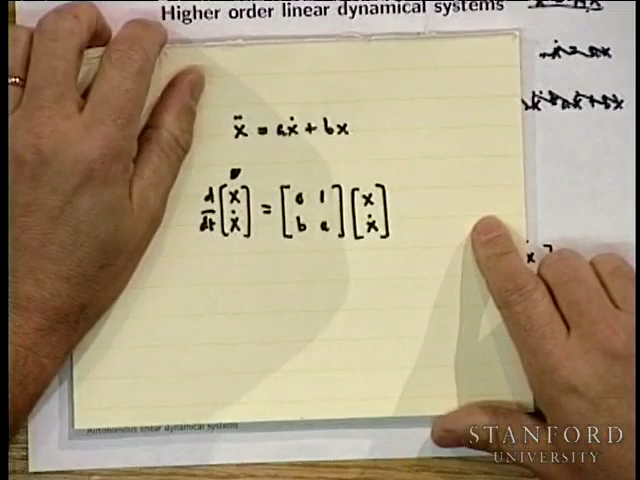 Higher order linear dynamical systems
ẍ = aẋ + bx
d/dt [x; ẋ] = [0 1; b a] [x; ẋ]
Autonomous linear dynamical systems
STANFORD
UNIVERSITY